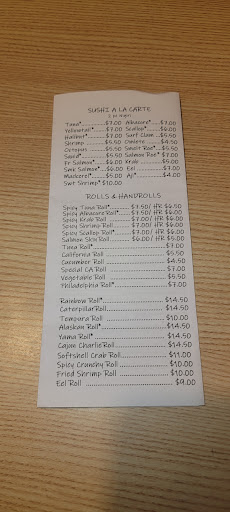 SUSHI A LA CARTE
Tuna* $7.00 Albacore* $7.00
Yellowtail* $7.00 Scallop* $6.00
Halibut* $7.00 Surf Clam $5.50
Shrimp $5.50 Omlete $4.50
Octopus $5.50 Smelt Roe* $5.50
Squid* $5.50 Salmon Roe* $7.00
Fr Salmon* $6.00 Krab $5.00
Smk Salmon* $6.00 Eel $7.00
Mackerel* $5.00 Aji* $4.00
Swt Shrimp* $10.00
ROLLS & HANDROLLS
Spicy Tuna Roll* $7.50/ HR $6.00
Spicy Albacore Roll* $7.50/ HR $6.00
Spicy Krab Roll $7.00/ HR $6.00
Spicy Shrimp Roll $7.00/ HR $6.00
Spicy Scallop Roll* $7.00/ HR $6.00
Salmon Skin Roll $6.00/ HR $5.00
Tuna Roll* $7.00
California Roll $5.50
Cucumber Roll $4.50
Special CA Roll $7.00
Vegetable Roll $5.50
Philadelphia Roll* $7.00
Rainbow Roll* $14.50
Caterpillar Roll $14.50
Tempura Roll $10.00
Alaskan Roll* $14.50
Yama Roll* $14.50
Cajun Charlie Roll $14.50
Softshell Crab Roll $11.00
Spicy Crunchy Roll $10.00
Fried Shrimp Roll $10.00
Eel Roll $9.00